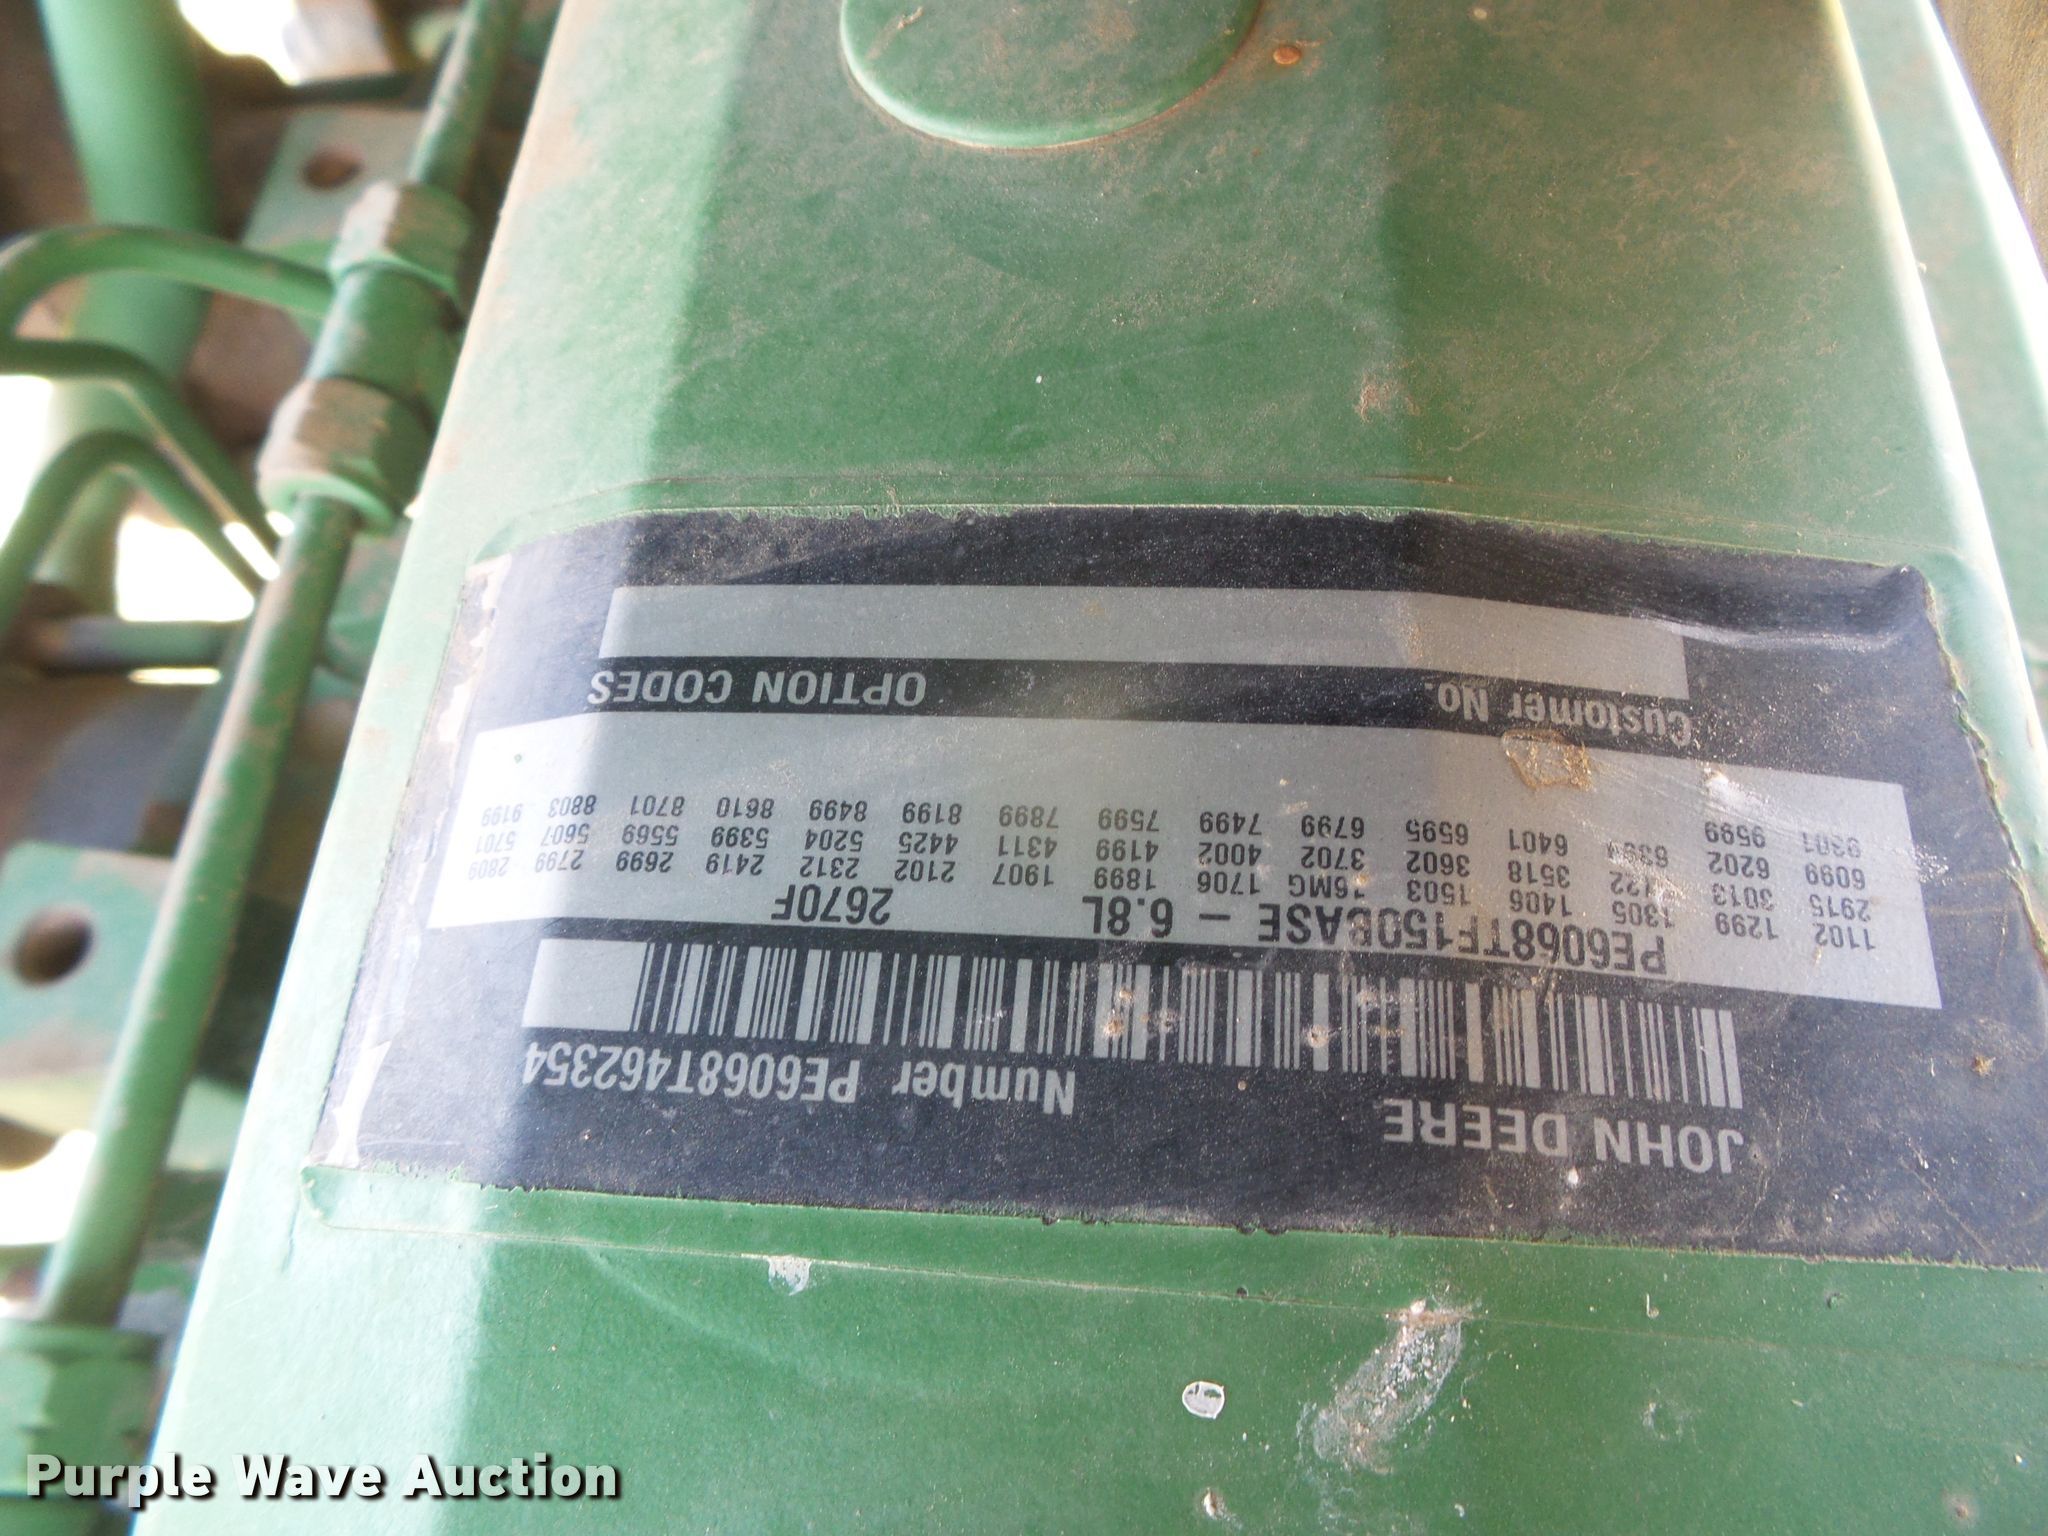 JOHN DEERE Number PE6068T462354
PE6068TF150BASE – 6.8L 2670F
1102 1299 1305 1406 1503 16MG 1706 1899 1907 2102 2312 2419 2699 2799 2809
2915 3013 3518 3602 3702 4002 4199 4311 4425 5204 5399 5569 5607 5701
6099 6202 6401 6595 6799 7499 7599 7899 8199 8499 8610 8701 8803 9199
9301 9599
Customer No. OPTION CODES
Purple Wave Auction